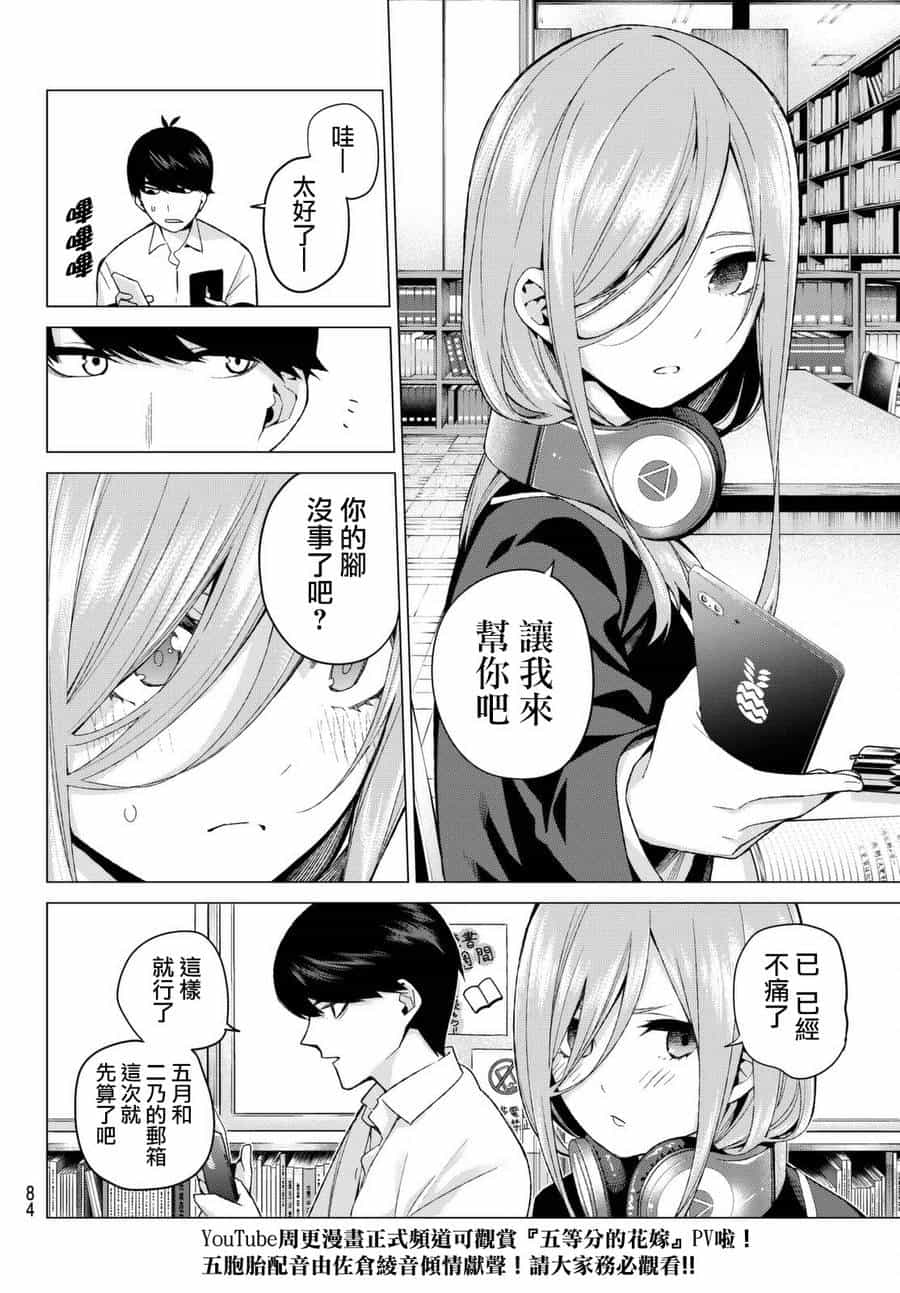 讓我來
幫你吧
哇ー
太好了ー
嗶
嗶
嗶
你的腳
沒事了吧？
已 已經
不痛了
這樣
就行了
五月和
二乃的郵箱
這次就
先算了吧
84
YouTube周更漫畫正式頻道可觀賞『五等分的花嫁』PV啦！
五胞胎配音由佐倉綾音傾情獻聲！請大家務必觀看!!